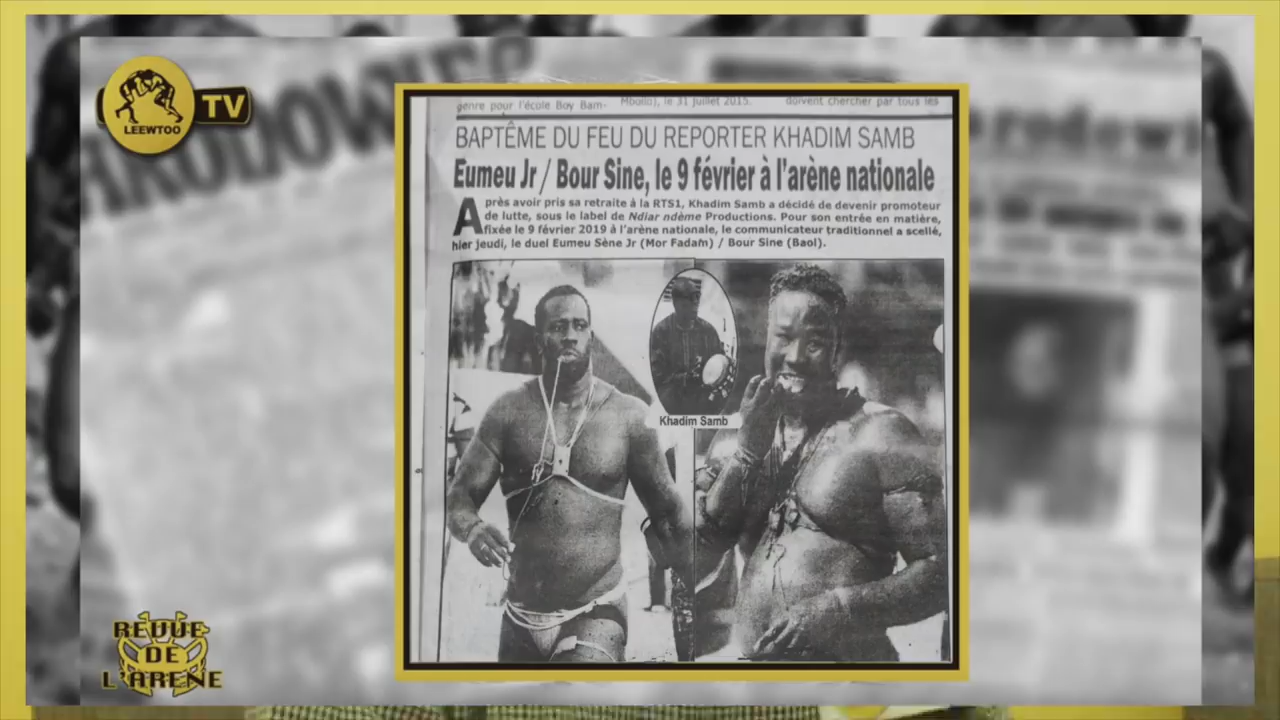 LEEWTOO
TV
genre pour l'école Boy Bam-
Mbollo), le 31 juillet 2015.
doivent chercher par tous les
BAPTÊME DU FEU DU REPORTER KHADIM SAMB
Eumeu Jr / Bour Sine, le 9 février à l'arène nationale
Après avoir pris sa retraite à la RTS1, Khadim Samb a décidé de devenir promoteur
de lutte, sous le label de Ndiar ndème Productions. Pour son entrée en matière,
fixée le 9 février 2019 à l'arène nationale, le communicateur traditionnel a scellé,
hier jeudi, le duel Eumeu Sène Jr (Mor Fadam) / Bour Sine (Baol).
Khadim Samb
REVUE
DE
L'ARENE